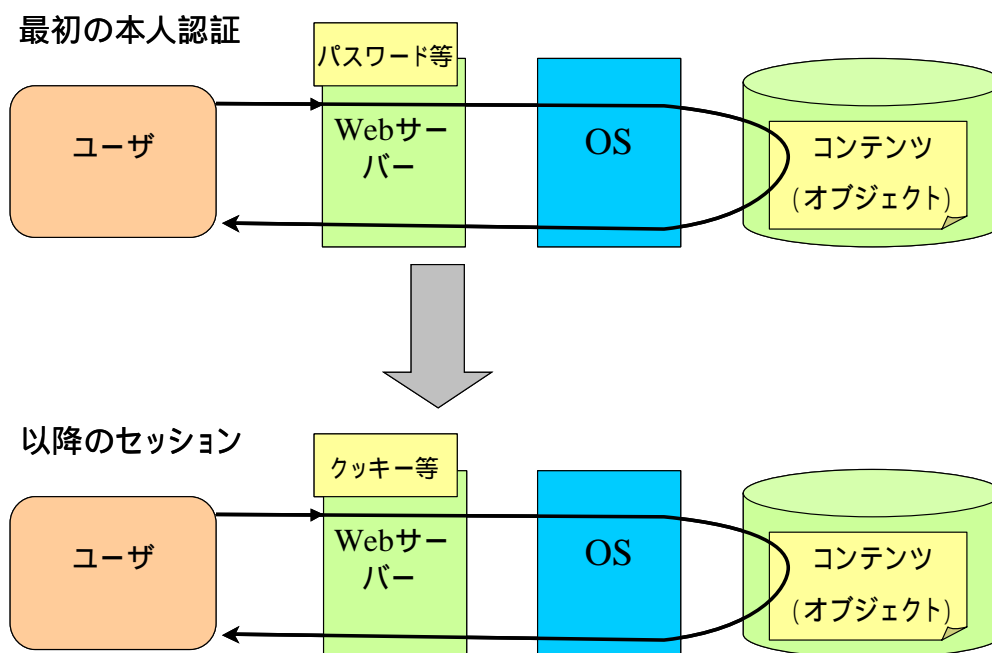 最初の本人認証
パスワード等
ユーザ
Webサー
バー
OS
コンテンツ
(オブジェクト)
以降のセッション
クッキー等
ユーザ
Webサー
バー
OS
コンテンツ
(オブジェクト)